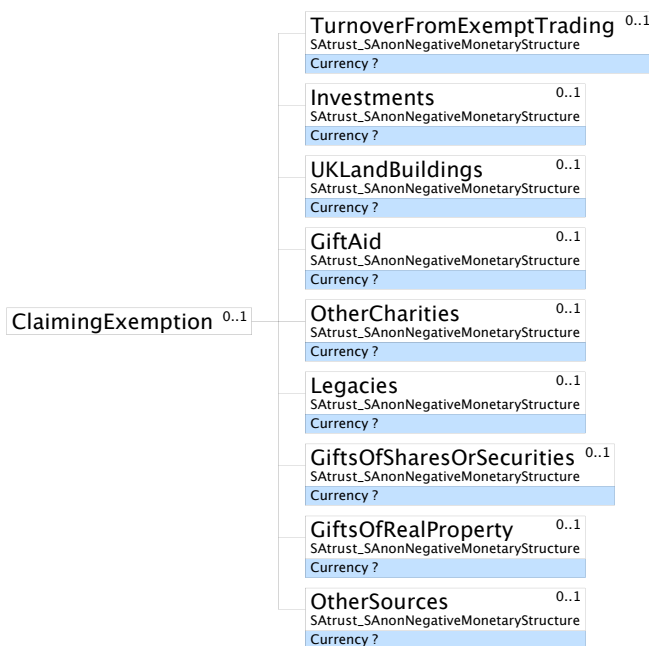 TurnoverFromExemptTrading 0..1
SAtrust_SAnonNegativeMonetaryStructure
Currency ?
Investments 0..1
SAtrust_SAnonNegativeMonetaryStructure
Currency ?
UKLandBuildings 0..1
SAtrust_SAnonNegativeMonetaryStructure
Currency ?
GiftAid 0..1
SAtrust_SAnonNegativeMonetaryStructure
Currency ?
ClaimingExemption 0..1
OtherCharities 0..1
SAtrust_SAnonNegativeMonetaryStructure
Currency ?
Legacies 0..1
SAtrust_SAnonNegativeMonetaryStructure
Currency ?
GiftsOfSharesOrSecurities 0..1
SAtrust_SAnonNegativeMonetaryStructure
Currency ?
GiftsOfRealProperty 0..1
SAtrust_SAnonNegativeMonetaryStructure
Currency ?
OtherSources 0..1
SAtrust_SAnonNegativeMonetaryStructure
Currency ?